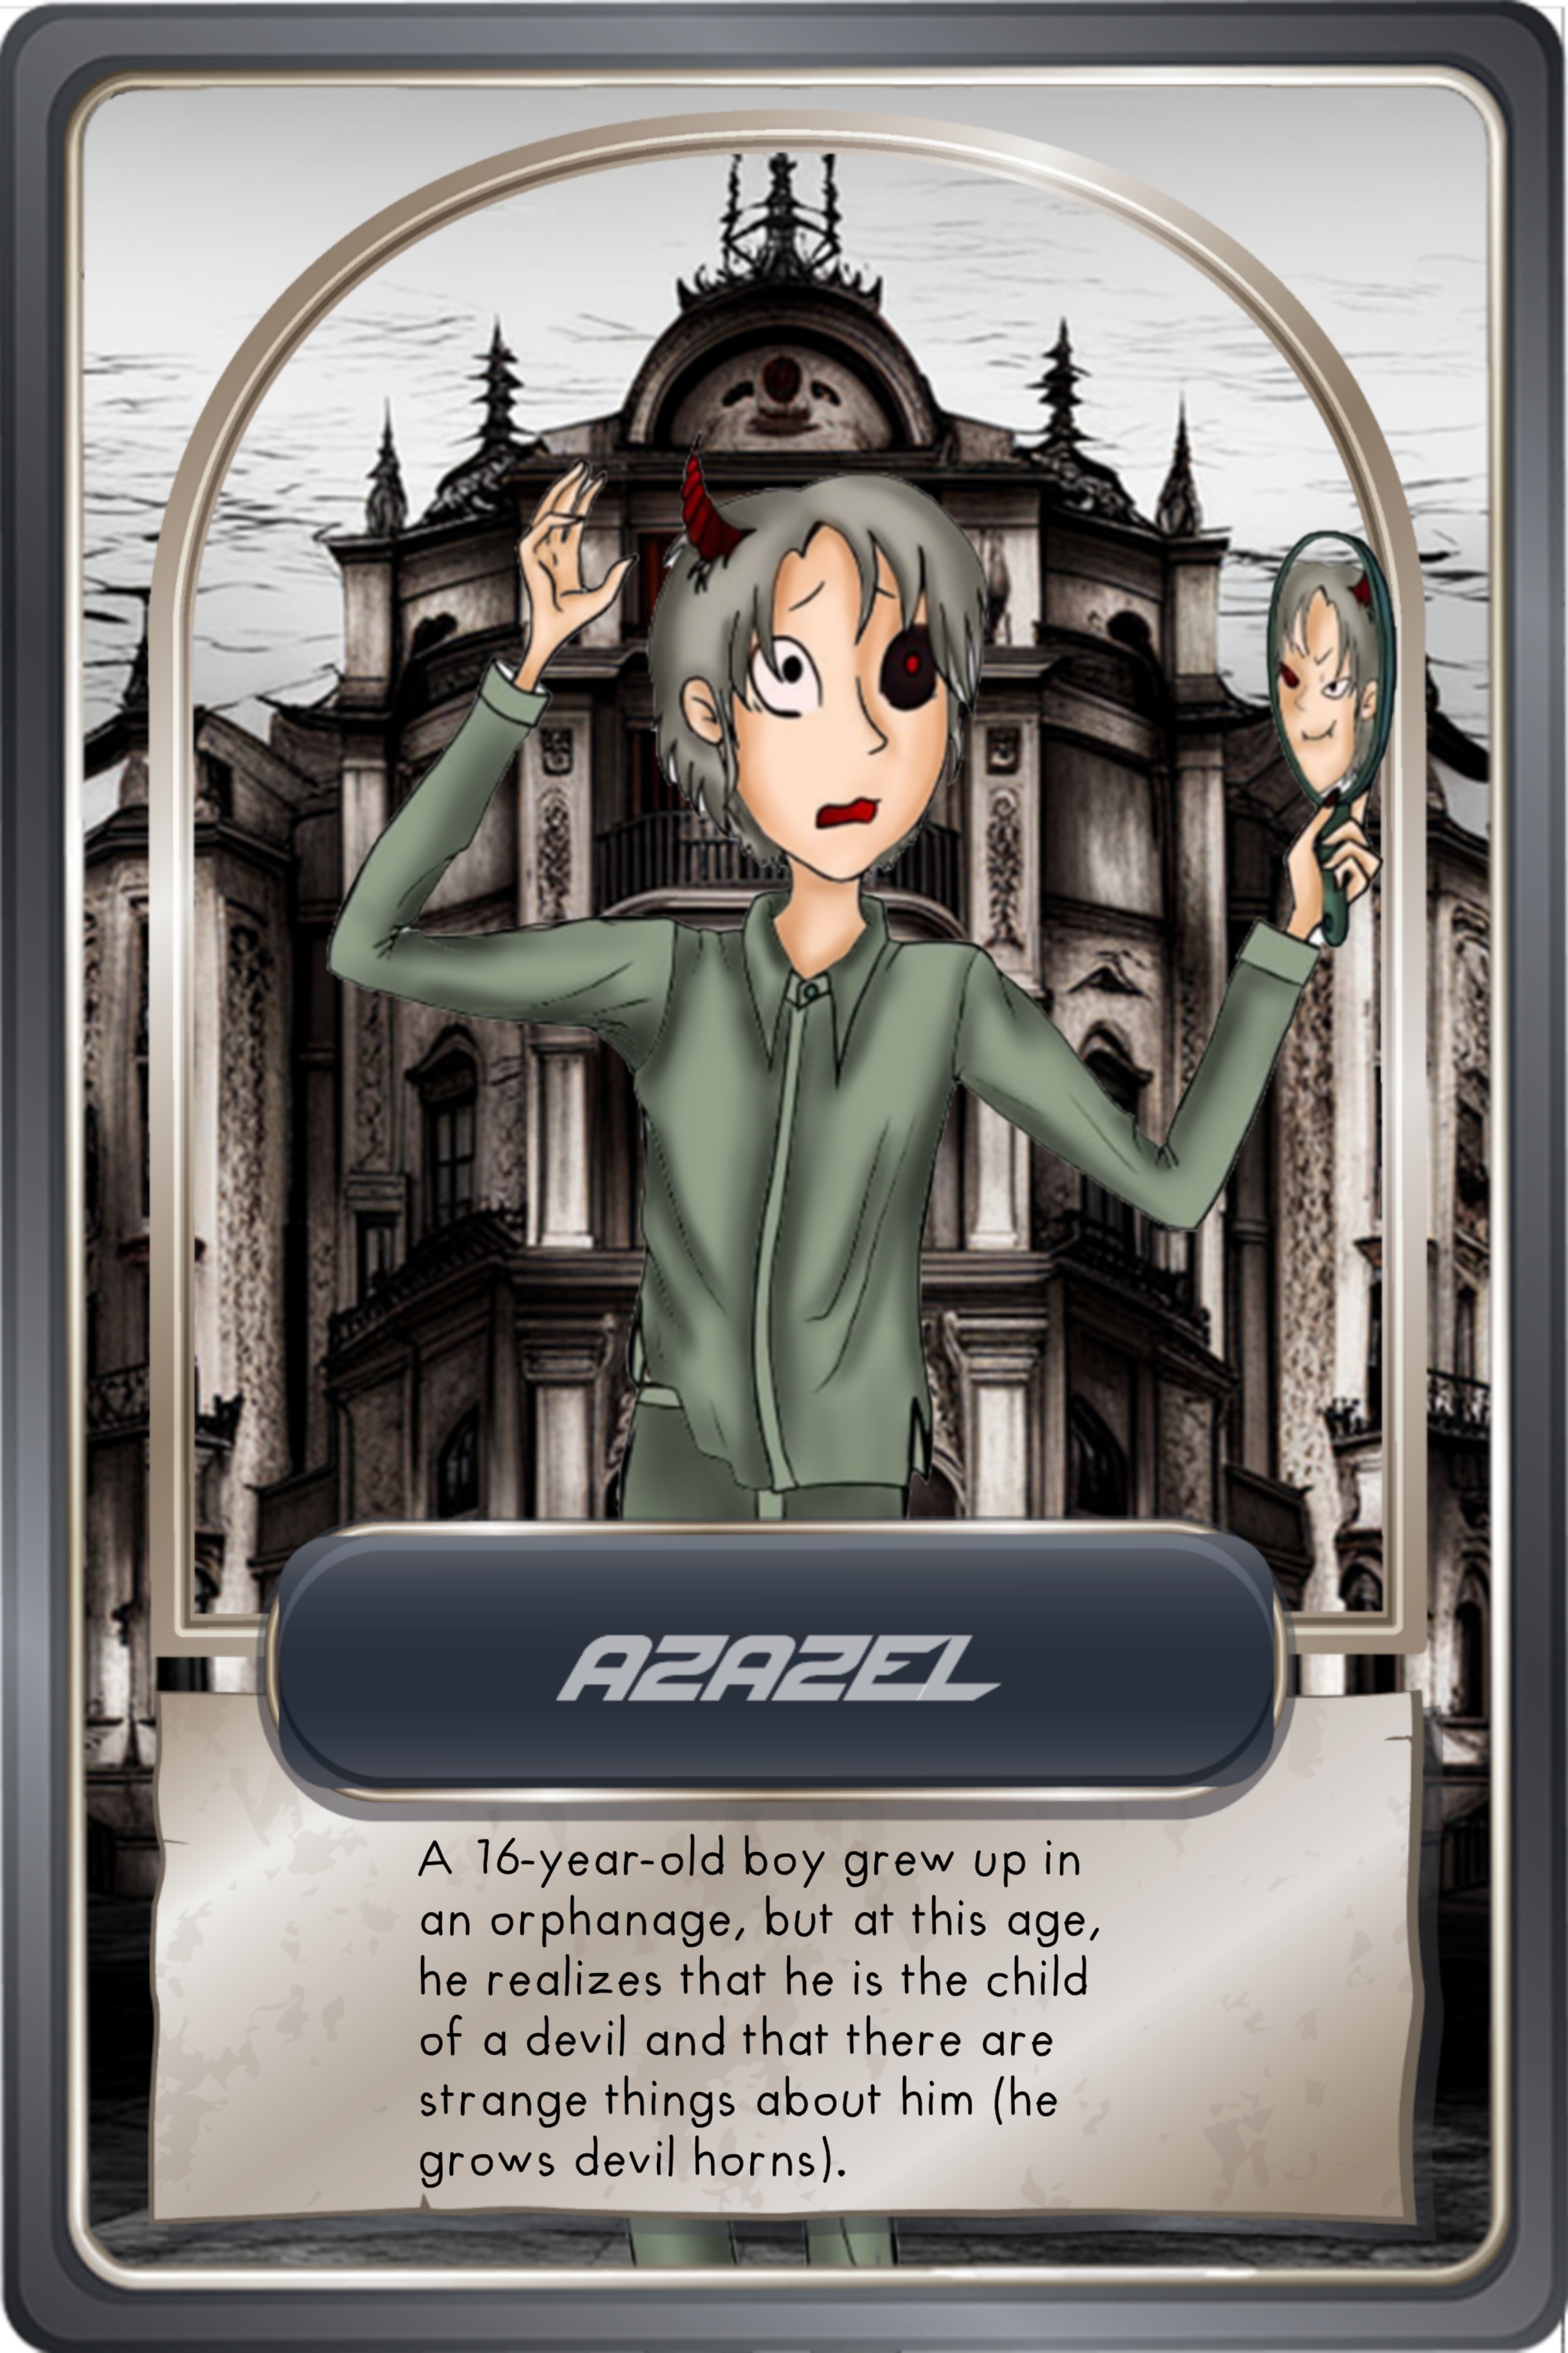 AZAZEL
A 16-year-old boy grew up in
an orphanage, but at this age,
he realizes that he is the child
of a devil and that there are
strange things about him (he
grows devil horns).